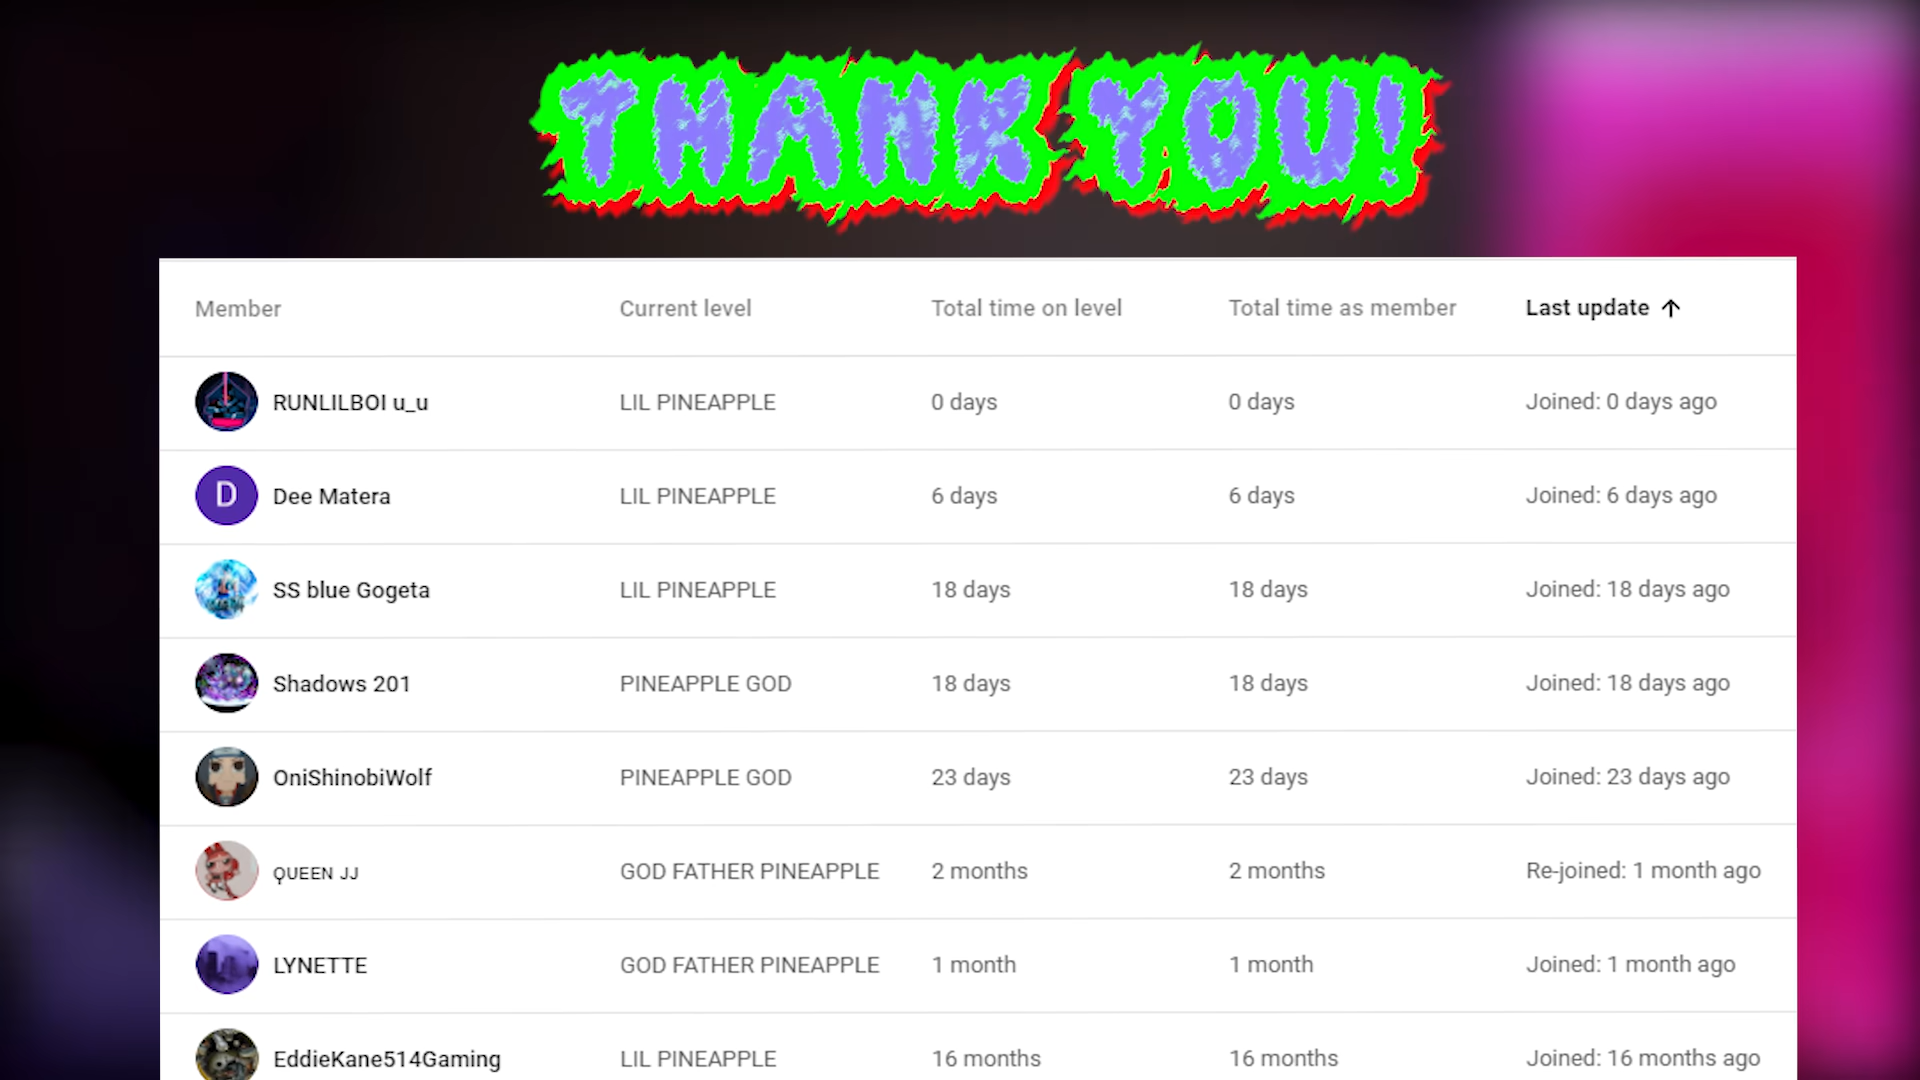 THANK YOU!
Member Current level Total time on level Total time as member Last update ↑
RUNLILBOI u_u LIL PINEAPPLE 0 days 0 days Joined: 0 days ago
D Dee Matera LIL PINEAPPLE 6 days 6 days Joined: 6 days ago
SS blue Gogeta LIL PINEAPPLE 18 days 18 days Joined: 18 days ago
Shadows 201 PINEAPPLE GOD 18 days 18 days Joined: 18 days ago
OniShinobiWolf PINEAPPLE GOD 23 days 23 days Joined: 23 days ago
QUEEN JJ GOD FATHER PINEAPPLE 2 months 2 months Re-joined: 1 month ago
LYNETTE GOD FATHER PINEAPPLE 1 month 1 month Joined: 1 month ago
EddieKane514Gaming LIL PINEAPPLE 16 months 16 months Joined: 16 months ago